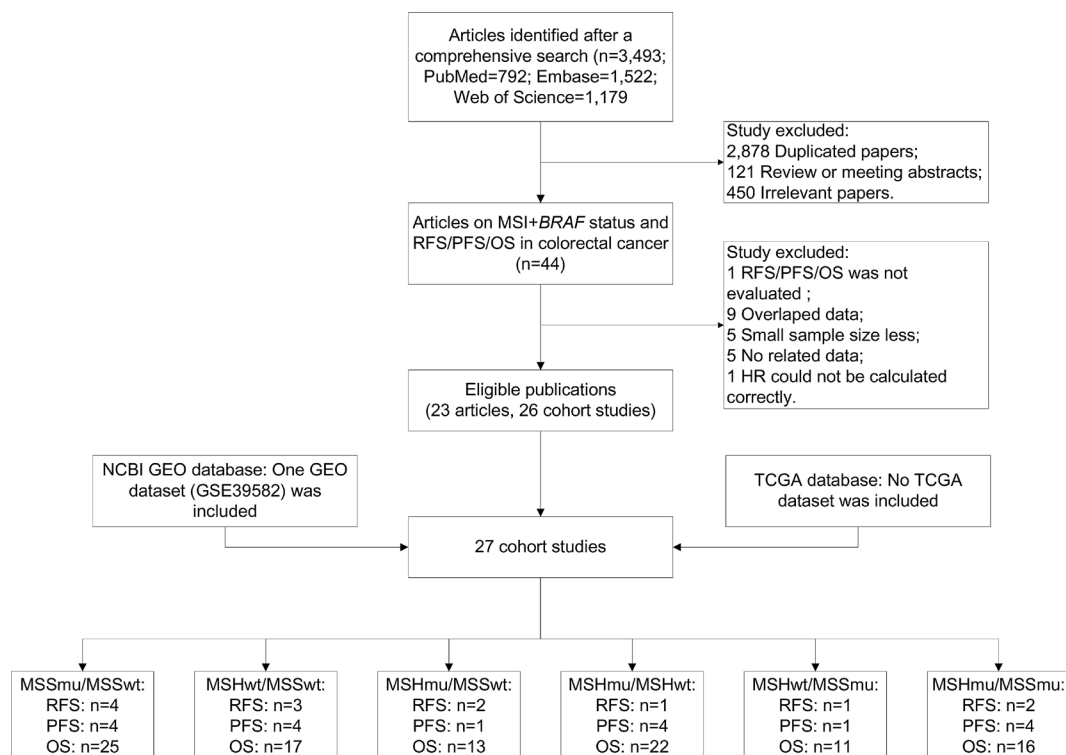 Articles identified after a
comprehensive search (n=3,493;
PubMed=792; Embase=1,522;
Web of Science=1,179
Study excluded:
2,878 Duplicated papers;
121 Review or meeting abstracts;
450 Irrelevant papers.
Articles on MSI+BRAF status and
RFS/PFS/OS in colorectal cancer
(n=44)
Study excluded:
1 RFS/PFS/OS was not
evaluated ;
9 Overlaped data;
5 Small sample size less;
5 No related data;
1 HR could not be calculated
correctly.
Eligible publications
(23 articles, 26 cohort studies)
NCBI GEO database: One GEO
dataset (GSE39582) was
included
TCGA database: No TCGA
dataset was included
27 cohort studies
MSSmu/MSSwt:
RFS: n=4
PFS: n=4
OS: n=25
MSHwt/MSSwt:
RFS: n=3
PFS: n=4
OS: n=17
MSHmu/MSSwt:
RFS: n=2
PFS: n=1
OS: n=13
MSHmu/MSHwt:
RFS: n=1
PFS: n=4
OS: n=22
MSHwt/MSSmu:
RFS: n=1
PFS: n=1
OS: n=11
MSHmu/MSSmu:
RFS: n=2
PFS: n=4
OS: n=16